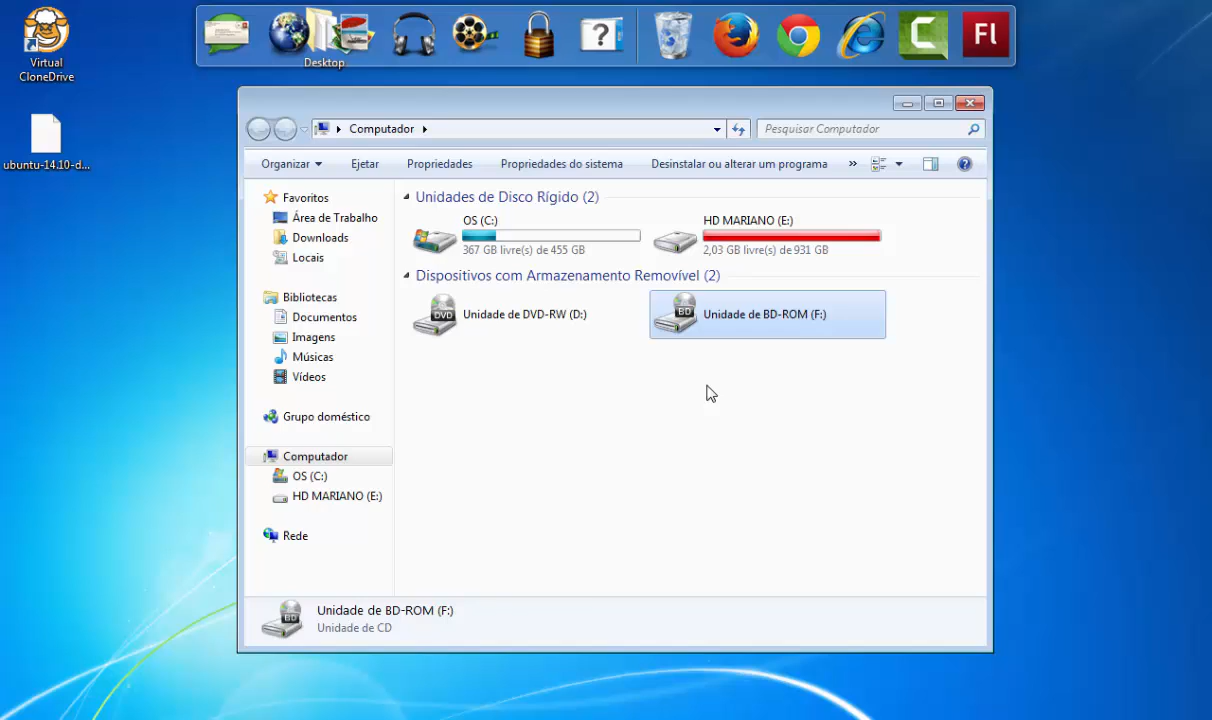 Virtual
CloneDrive
ubuntu-14.10-d...
Desktop
?
C
Fl
Computador
Pesquisar Computador
Organizar
Ejetar
Propriedades
Propriedades do sistema
Desinstalar ou alterar um programa
»
?
Favoritos
Área de Trabalho
Downloads
Locais
Bibliotecas
Documentos
Imagens
Músicas
Vídeos
Grupo doméstico
Computador
OS (C:)
HD MARIANO (E:)
Rede
Unidades de Disco Rígido (2)
OS (C:)
367 GB livre(s) de 455 GB
HD MARIANO (E:)
2,03 GB livre(s) de 931 GB
Dispositivos com Armazenamento Removível (2)
DVD
Unidade de DVD-RW (D:)
BD
Unidade de BD-ROM (F:)
BD
Unidade de BD-ROM (F:)
Unidade de CD